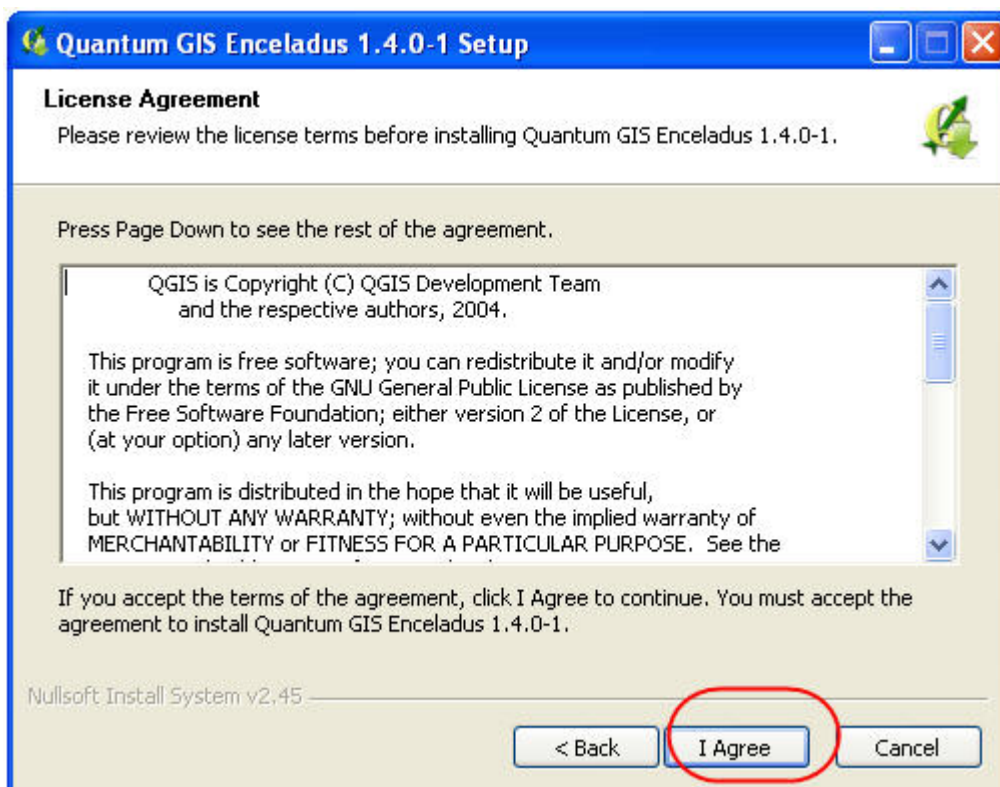 Quantum GIS Enceladus 1.4.0-1 Setup
License Agreement
Please review the license terms before installing Quantum GIS Enceladus 1.4.0-1.
Press Page Down to see the rest of the agreement.
QGIS is Copyright (C) QGIS Development Team
and the respective authors, 2004.
This program is free software; you can redistribute it and/or modify
it under the terms of the GNU General Public License as published by
the Free Software Foundation; either version 2 of the License, or
(at your option) any later version.
This program is distributed in the hope that it will be useful,
but WITHOUT ANY WARRANTY; without even the implied warranty of
MERCHANTABILITY or FITNESS FOR A PARTICULAR PURPOSE.  See the
If you accept the terms of the agreement, click I Agree to continue. You must accept the
agreement to install Quantum GIS Enceladus 1.4.0-1.
Nullsoft Install System v2.45
< Back
I Agree
Cancel